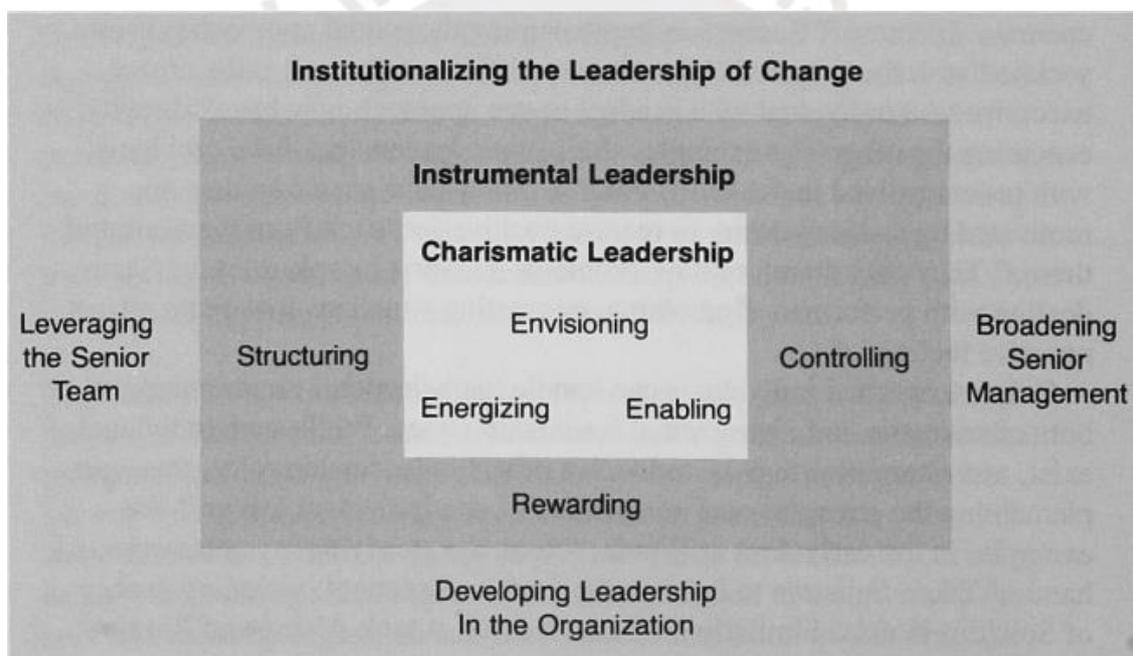 Institutionalizing the Leadership of Change
Instrumental Leadership
Charismatic Leadership
Envisioning
Energizing
Enabling
Structuring
Controlling
Rewarding
Leveraging
the Senior
Team
Broadening
Senior
Management
Developing Leadership
In the Organization